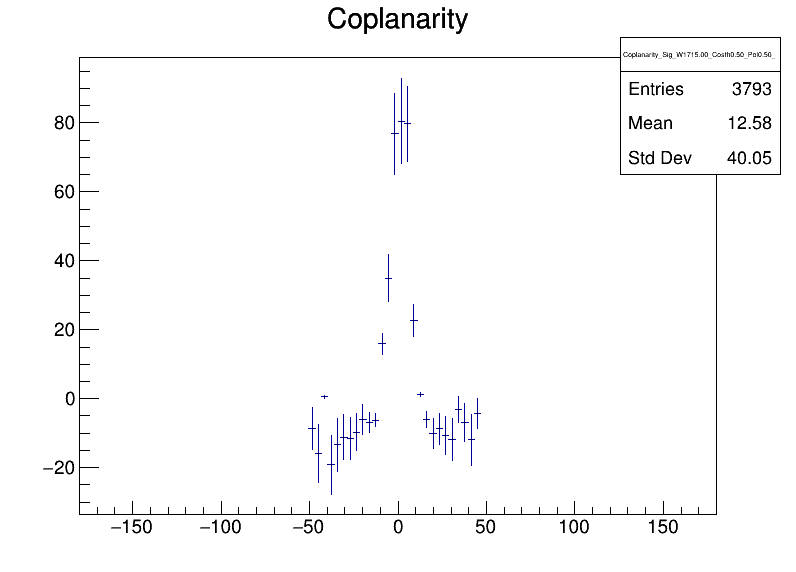 Coplanarity
Coplanarity_Sig_W1715.00_Costh0.50_Pol0.50_
Entries 3793
Mean 12.58
Std Dev 40.05
80
60
40
20
0
−20
−150 −100 −50 0 50 100 150